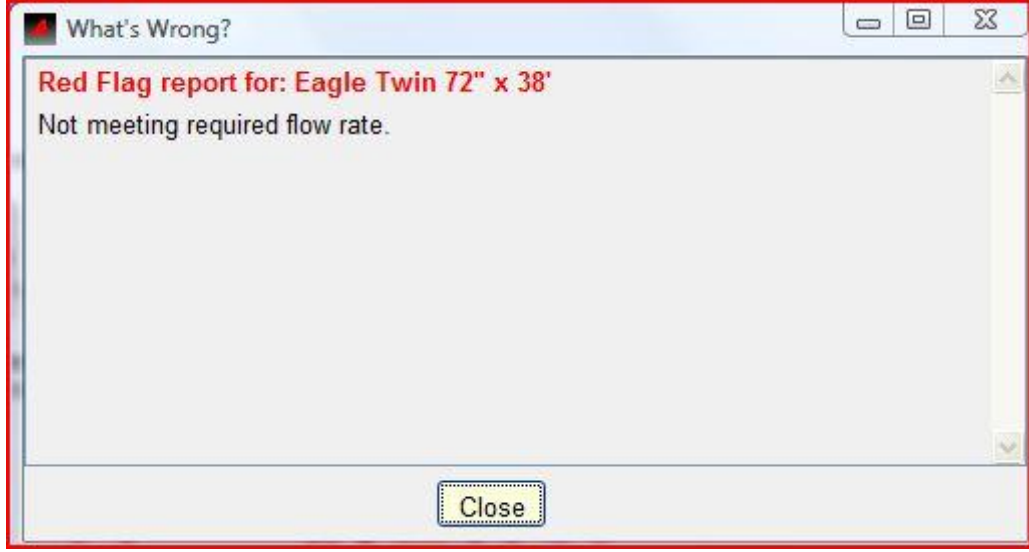 What's Wrong?
Red Flag report for: Eagle Twin 72" x 38'
Not meeting required flow rate.
Close